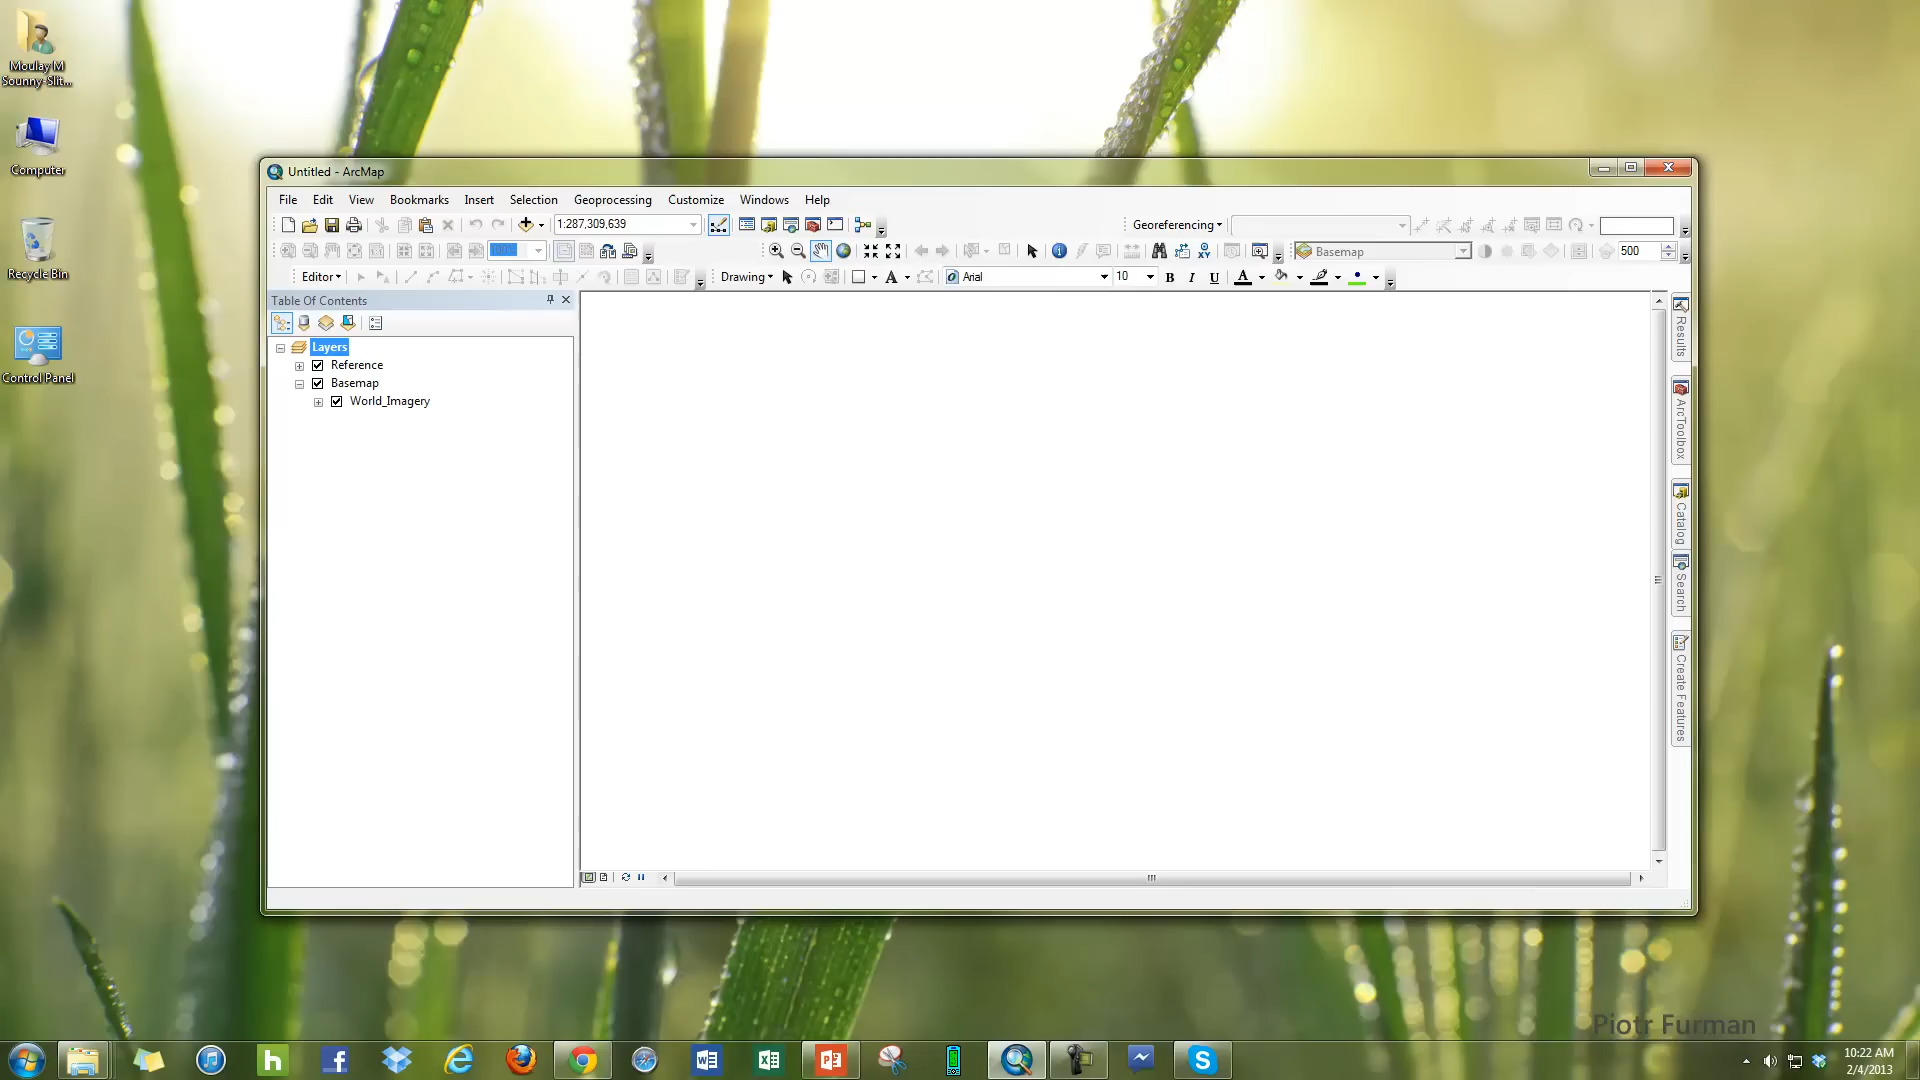 Moulay M
Sounny-Slit...
Computer
Recycle Bin
Control Panel
Untitled - ArcMap
File Edit View Bookmarks Insert Selection Geoprocessing Customize Windows Help
1:287,309,639
Georeferencing
100%
Basemap
500
Editor
Drawing
A
Arial
10
B I U A
Table Of Contents
Layers
Reference
Basemap
World_Imagery
Results
ArcToolbox
Catalog
Search
Create Features
Piotr Furman
10:22 AM
2/4/2013